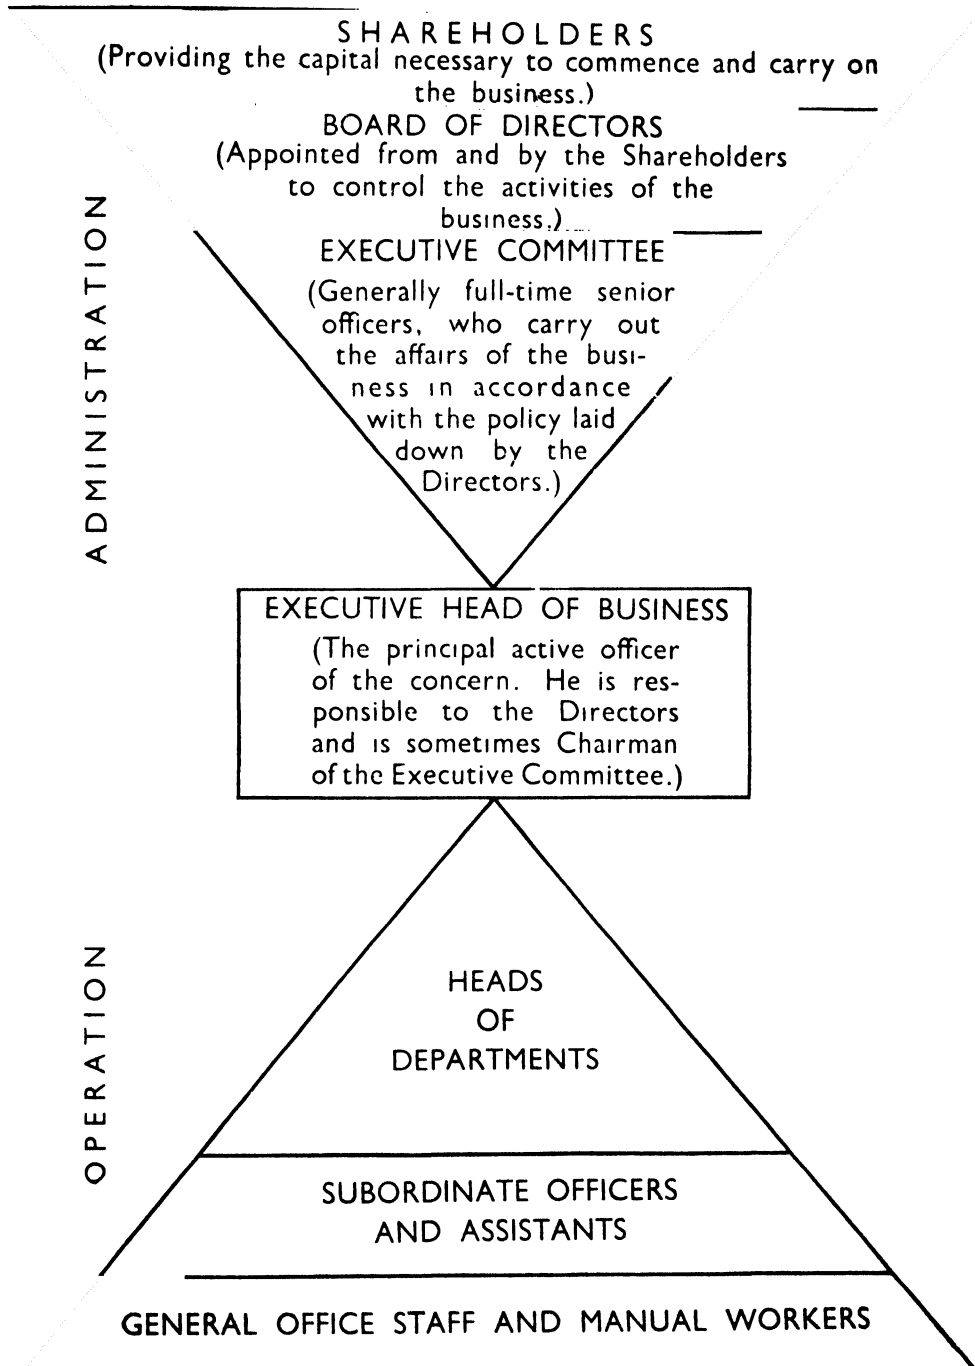 SHAREHOLDERS
(Providing the capital necessary to commence and carry on
the business.)
BOARD OF DIRECTORS
(Appointed from and by the Shareholders
to control the activities of the
business.)
EXECUTIVE COMMITTEE
(Generally full-time senior
officers, who carry out
the affairs of the busi-
ness in accordance
with the policy laid
down by the
Directors.)
ADMINISTRATION
EXECUTIVE HEAD OF BUSINESS
(The principal active officer
of the concern. He is res-
ponsible to the Directors
and is sometimes Chairman
of the Executive Committee.)
HEADS
OF
DEPARTMENTS
OPERATION
SUBORDINATE OFFICERS
AND ASSISTANTS
GENERAL OFFICE STAFF AND MANUAL WORKERS